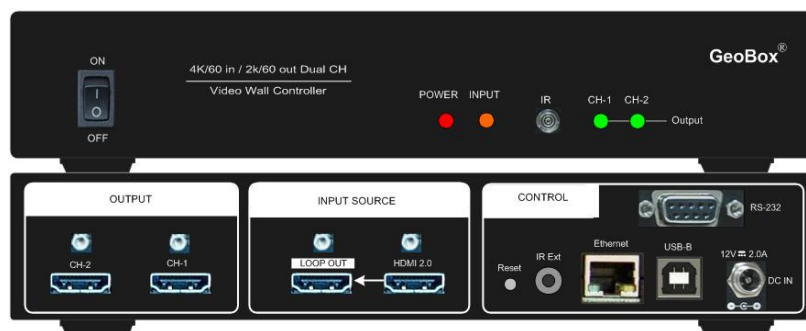 ON
OFF
4K/60 in / 2k/60 out Dual CH
Video Wall Controller
GeoBox®
POWER INPUT IR CH-1 CH-2
Output
OUTPUT
CH-2 CH-1
INPUT SOURCE
LOOP OUT HDMI 2.0
CONTROL
RS-232
Reset
IR Ext
Ethernet
USB-B
12V 2.0A
DC IN